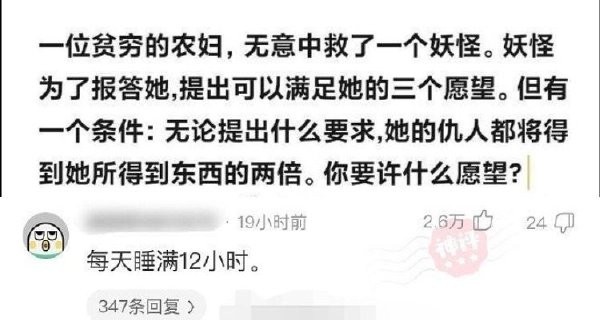 一位贫穷的农妇，无意中救了一个妖怪。妖怪
为了报答她,提出可以满足她的三个愿望。但有
一个条件：无论提出什么要求,她的仇人都将得
到她所得到东西的两倍。你要许什么愿望?
· 19小时前 2.6万 24
神评
每天睡满12小时。
347条回复 >